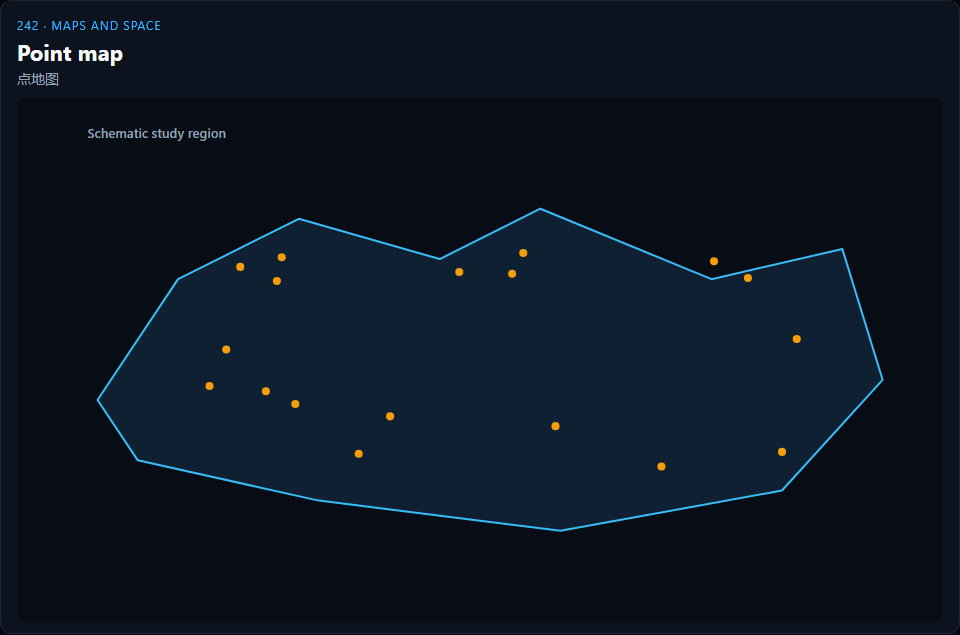 242 · MAPS AND SPACE
Point map
点地图
Schematic study region